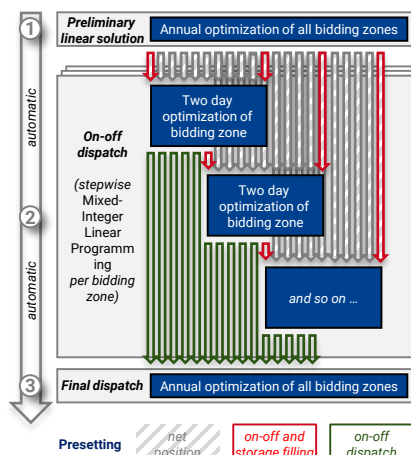 1
Preliminary
linear solution
Annual optimization of all bidding zones
automatic
Two day
optimization of
bidding zone
On-off
dispatch
(stepwise
Mixed-
Integer
Linear
Programm
ing
per bidding
zone)
2
Two day
optimization of
bidding zone
automatic
and so on ...
3
Final dispatch
Annual optimization of all bidding zones
Presetting
net
position
on-off and
storage filling
on-off
dispatch